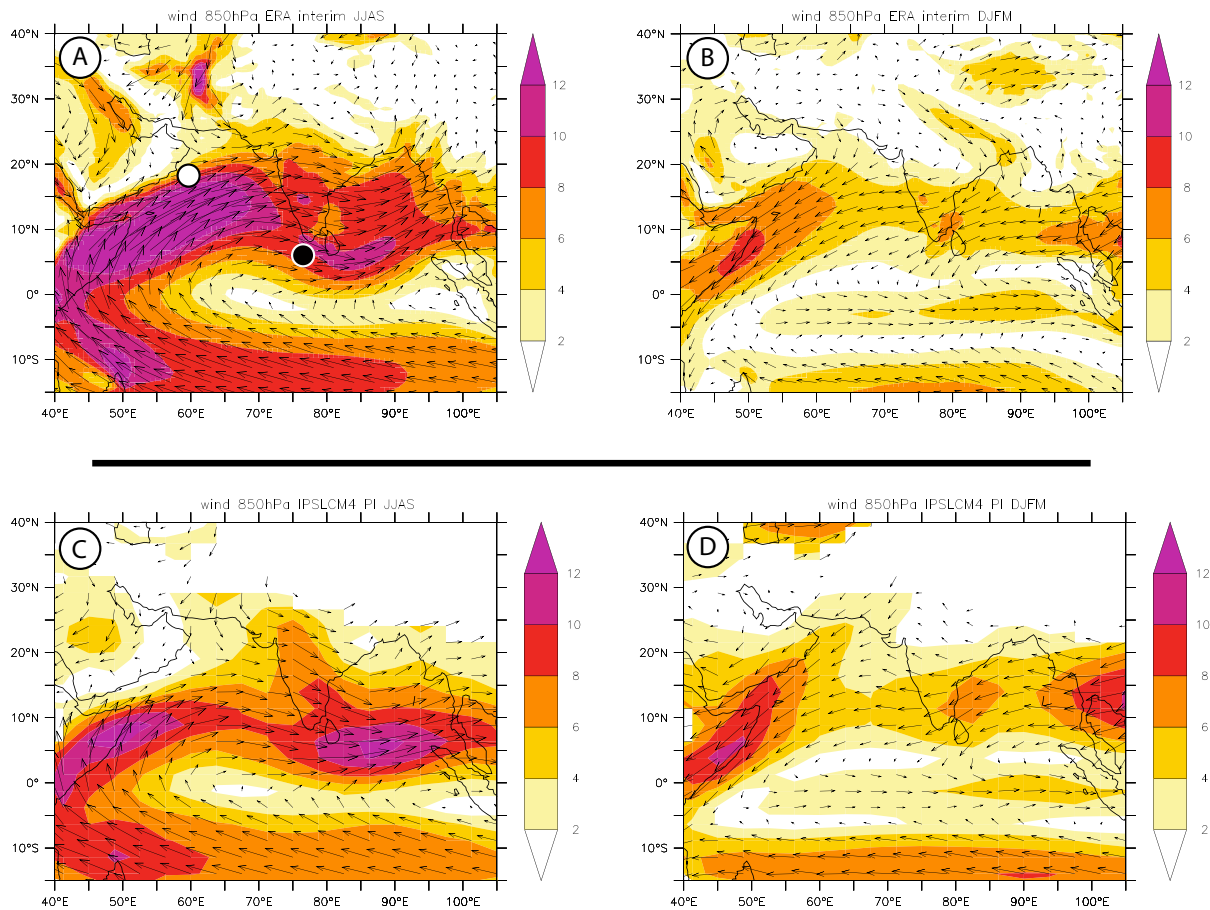 wind 850hPa ERA interim JJAS
A
40°N
30°N
20°N
10°N
0°
10°S
40°E 50°E 60°E 70°E 80°E 90°E 100°E
12
10
8
6
4
2
wind 850hPa ERA interim DJFM
B
40°N
30°N
20°N
10°N
0°
10°S
40°E 50°E 60°E 70°E 80°E 90°E 100°E
12
10
8
6
4
2
wind 850hPa IPSLCM4 PI JJAS
C
40°N
30°N
20°N
10°N
0°
10°S
40°E 50°E 60°E 70°E 80°E 90°E 100°E
12
10
8
6
4
2
wind 850hPa IPSLCM4 PI DJFM
D
40°N
30°N
20°N
10°N
0°
10°S
40°E 50°E 60°E 70°E 80°E 90°E 100°E
12
10
8
6
4
2